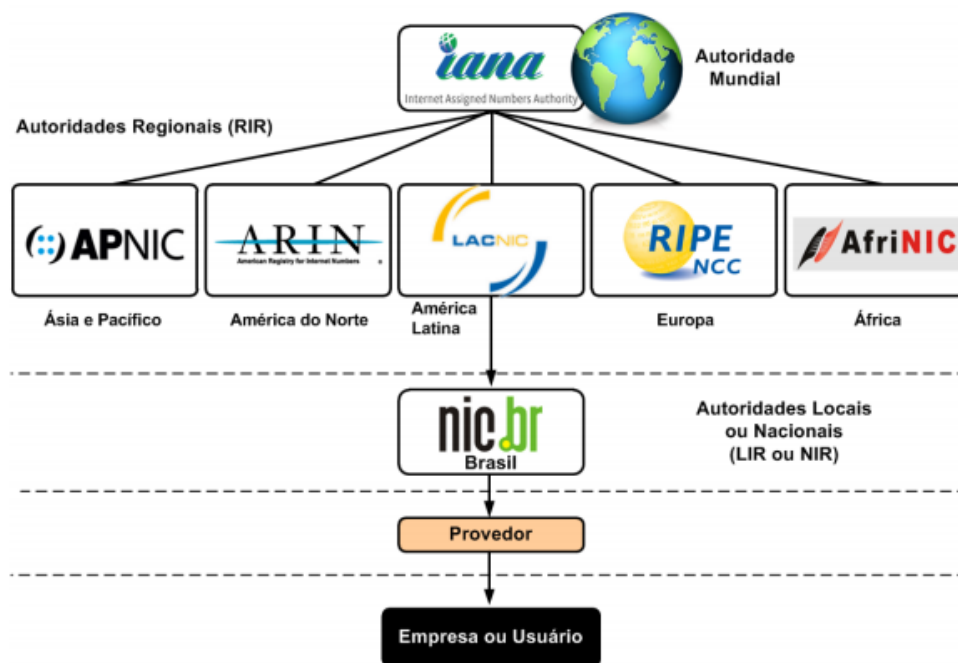 iana
Internet Assigned Numbers Authority
Autoridade
Mundial
Autoridades Regionais (RIR)
APNIC
ARIN
American Registry for Internet Numbers
LACNIC
RIPE
NCC
AfriNIC
Ásia e Pacífico
América do Norte
América
Latina
Europa
África
nic.br
Brasil
Autoridades Locais
ou Nacionais
(LIR ou NIR)
Provedor
Empresa ou Usuário